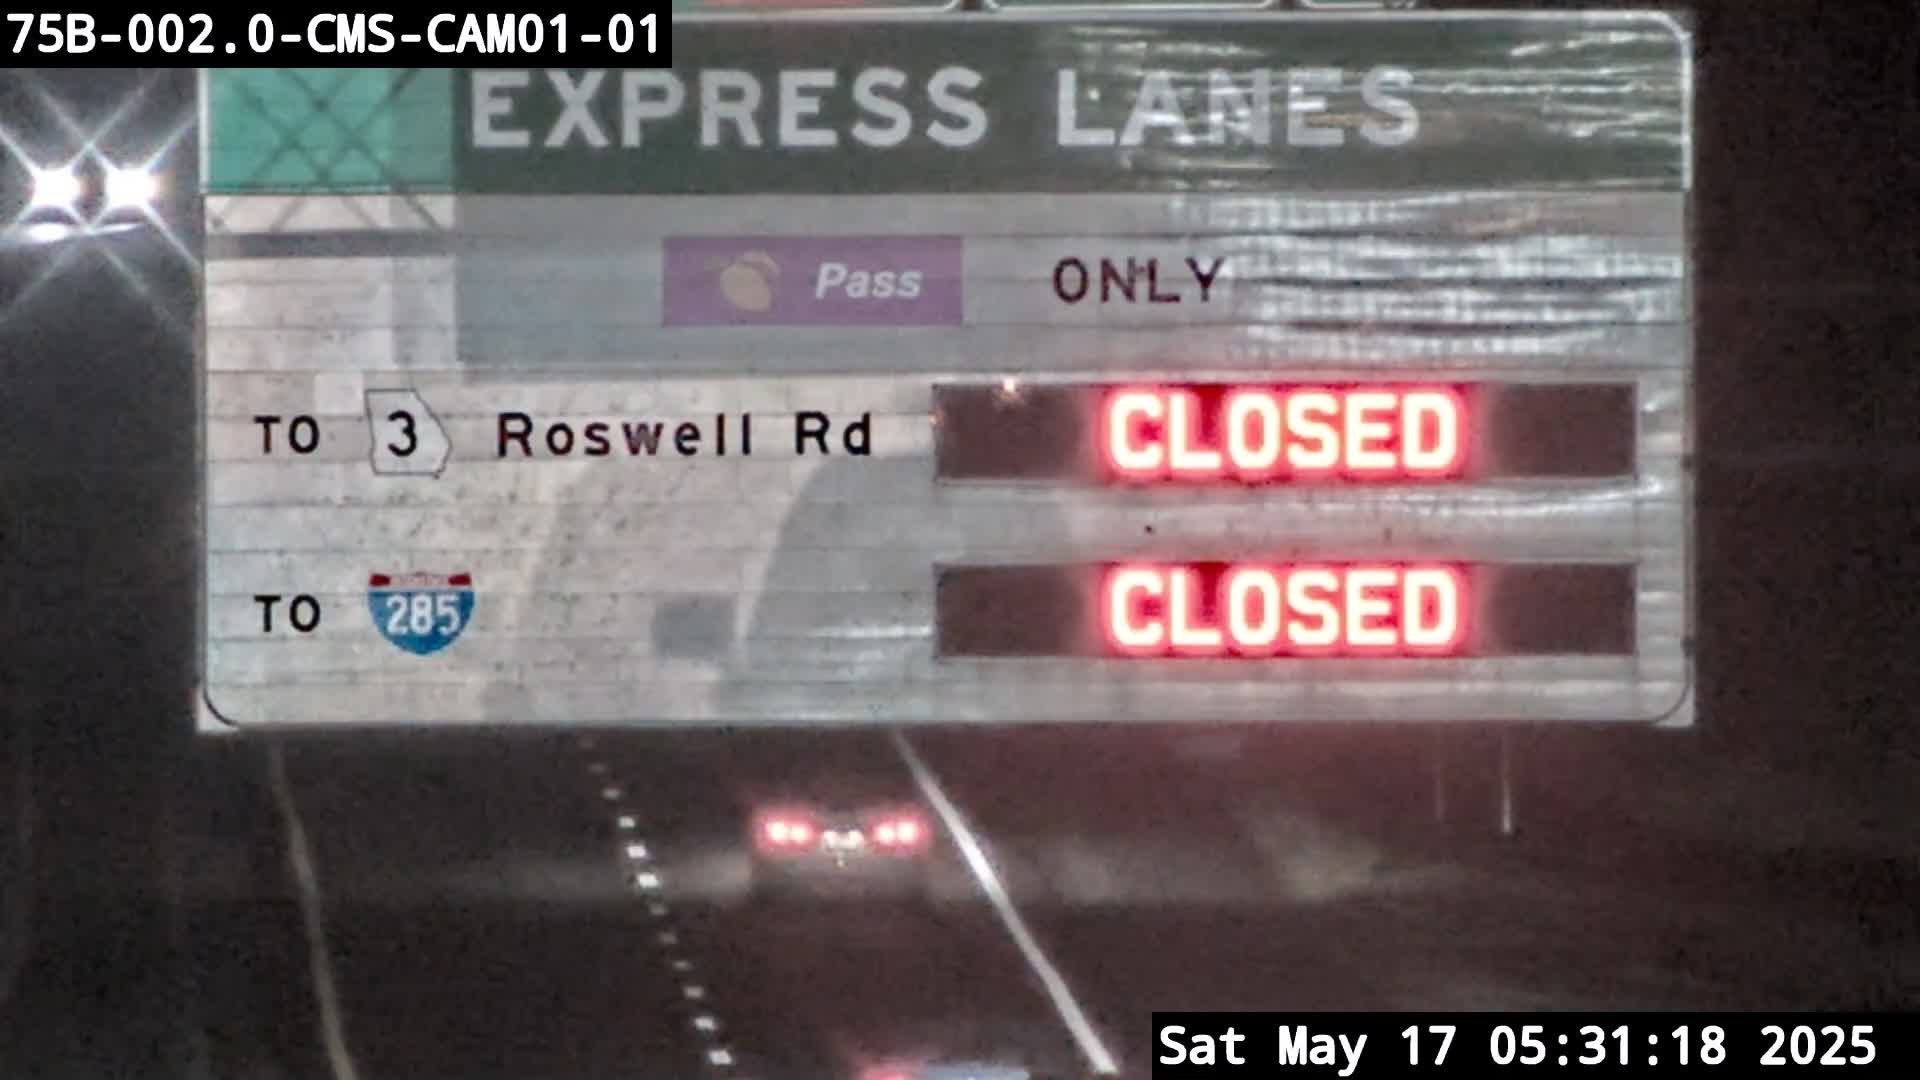 75B-002.0-CMS-CAM01-01
EXPRESS LANES
Pass ONLY
TO 3 Roswell Rd CLOSED
TO 285 CLOSED
Sat May 17 05:31:18 2025